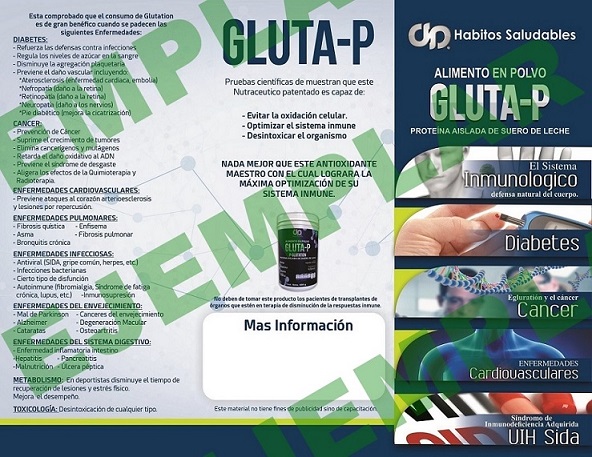 Esta comprobado que el consumo de Glutation
es de gran benéfico cuando se padecen las
siguientes Enfermedades:
DIABETES:
- Refuerza las defensas contra infecciones
- Regula los niveles de azúcar en la sangre
- Disminuye la agregación plaquetaria
- Previene el daño vascular incluyendo:
*Aterosclerosis (enfermedad cardiaca, embolia)
*Nefropatía (daño a la retina)
*Retinopatía (daño a la retina)
*Neuropatía (daño a los nervios)
*Pie diabético (mejora la cicatrización)
CANCER:
- Prevención de Cáncer
- Suprime el crecimiento de tumores
- Elimina cancerígenos y mutágenos
- Retarda el daño oxidativo al ADN
- Previene el síndrome de desgaste
- Aligera los efectos de la Quimioterapia y
Radioterapia.
ENFERMEDADES CARDIOVASCULARES:
- Previene ataques al corazón arterioesclerosis
y lesiones por repercusión.
ENFERMEDADES PULMONARES:
- Fibrosis quística - Enfisema
- Asma - Fibrosis pulmonar
- Bronquitis crónica
ENFERMEDADES INFECCIOSAS:
- Antiviral (SIDA, gripe común, herpes, etc.)
- Infecciones bacterianas
- Cierto tipo de disfunción
- Autoinmune (fibromialgia, Síndrome de fatiga
crónica, lupus, etc.) -Inmunosupresión
ENFERMEDADES DEL ENVEJECIMIENTO:
- Mal de Parkinson - Canceres del envejecimiento
- Alzheimer - Degeneración Macular
- Cataratas - Osteoartritis
ENFERMEDADES DEL SISTEMA DIGESTIVO:
- Enfermedad inflamatoria intestino
-Hepatitis - Pancreatitis
-Malnutrición - Úlcera péptica
METABOLISMO: En deportistas disminuye el tiempo de
recuperación de lesiones y estrés físico.
Mejora el desempeño.
TOXICOLOGÍA: Desintoxicación de cualquier tipo.
GLUTA-P
Pruebas científicas de muestran que este
Nutraceutico patentado es capaz de:
- Evitar la oxidación celular.
- Optimizar el sistema inmune
- Desintoxicar el organismo
NADA MEJOR QUE ESTE ANTIOXIDANTE
MAESTRO CON EL CUAL LOGRARA LA
MÁXIMA OPTIMIZACIÓN DE SU
SISTEMA INMUNE.
GLUTA-P
No deben de tomar este producto los pacientes de transplantes de
órganos que están en terapia de disminución de la respuestas inmune.
Mas Información
Este material no tiene fines de publicidad sino de capacitación.
Habitos Saludables
ALIMENTO EN POLVO
GLUTA-P
PROTEÍNA AISLADA DE SUERO DE LECHE
El Sistema
Inmunologico
defensa natural del cuerpo.
Diabetes
Egluratión y el cáncer
Cancer
ENFERMEDADES
Cardiovasculares
Síndrome de
Inmunodeficiencia Adquirida
UIH Sida
EJEMPLAR
EJEMPLAR